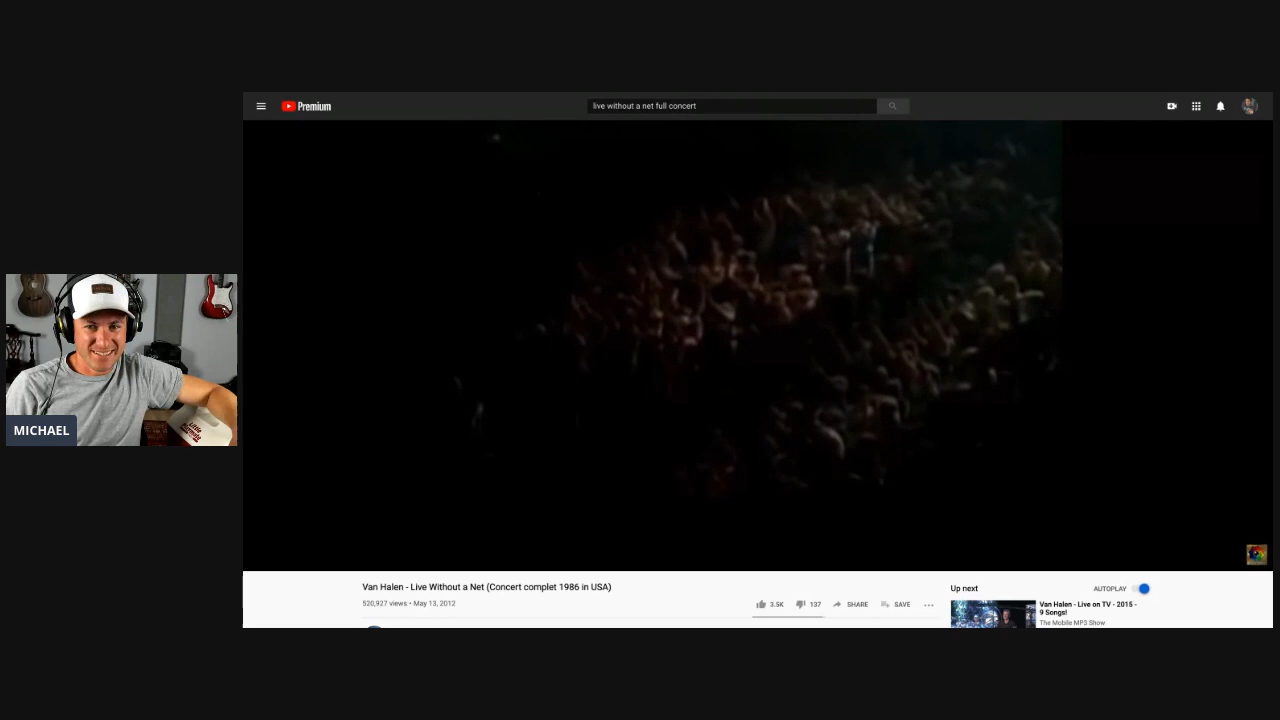 Premium
live without a net full concert
MICHAEL
Van Halen - Live Without a Net (Concert complet 1986 in USA)
520,927 views • May 13, 2012
3.5K
137
SHARE
SAVE
Up next
AUTOPLAY
Van Halen - Live on TV - 2015 -
9 Songs!
The Mobile MP3 Show